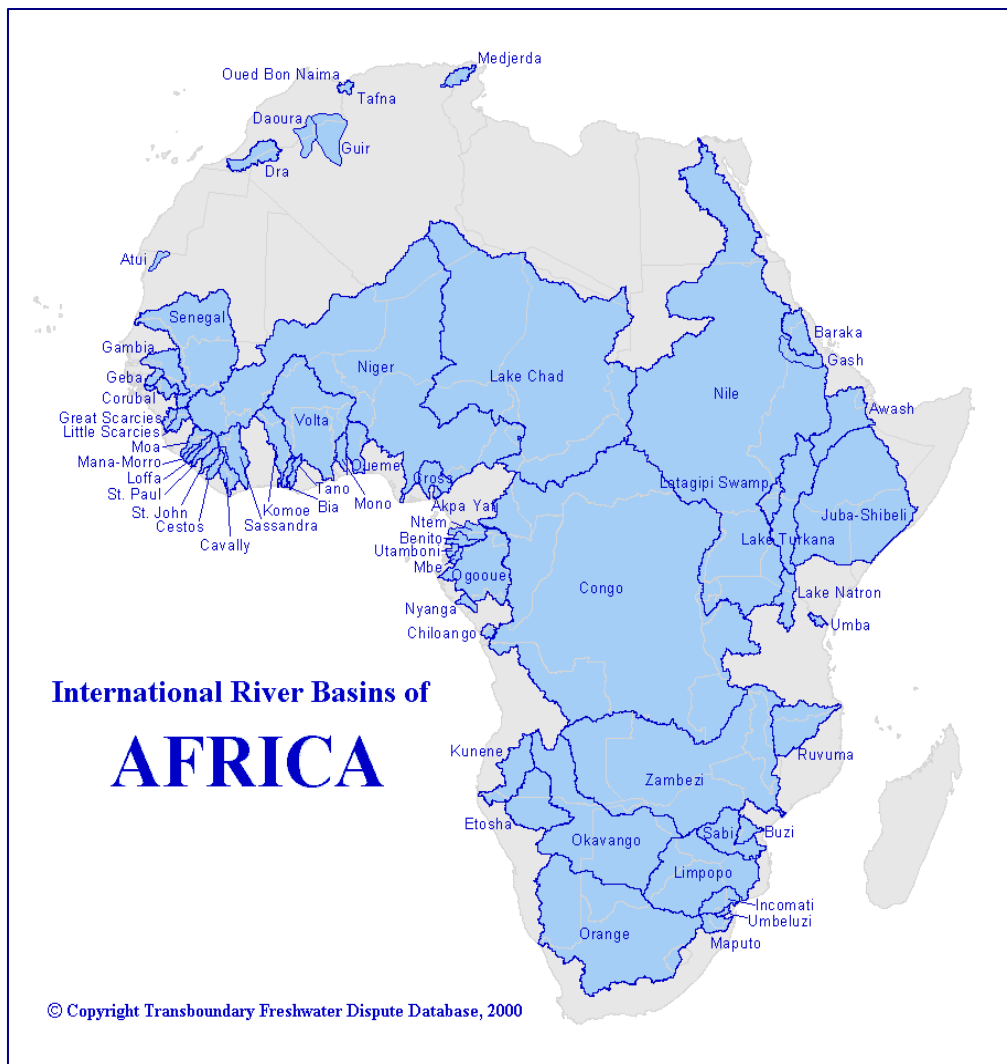 Medjerda
Oued Bon Naima
Tafna
Daoura
Guir
Dra
Atui
Senegal
Gambia
Geba
Corubal
Great Scarcies
Little Scarcies
Moa
Mana-Morro
Loffa
St. Paul
St. John
Cestos
Cavally
Sassandra
Komoe
Bia
Tano
Mono
Oueme
Volta
Niger
Lake Chad
Nile
Baraka
Gash
Awash
Cross
Akpa Yafi
Ntem
Benito
Utamboni
Mbe
Ogooue
Nyanga
Chiloango
Congo
Latagipi Swamp
Lake Turkana
Juba-Shibeli
Lake Natron
Umba
International River Basins of
AFRICA
Kunene
Etosha
Zambezi
Ruvuma
Okavango
Sabi
Buzi
Limpopo
Incomati
Umbeluzi
Maputo
Orange
© Copyright Transboundary Freshwater Dispute Database, 2000